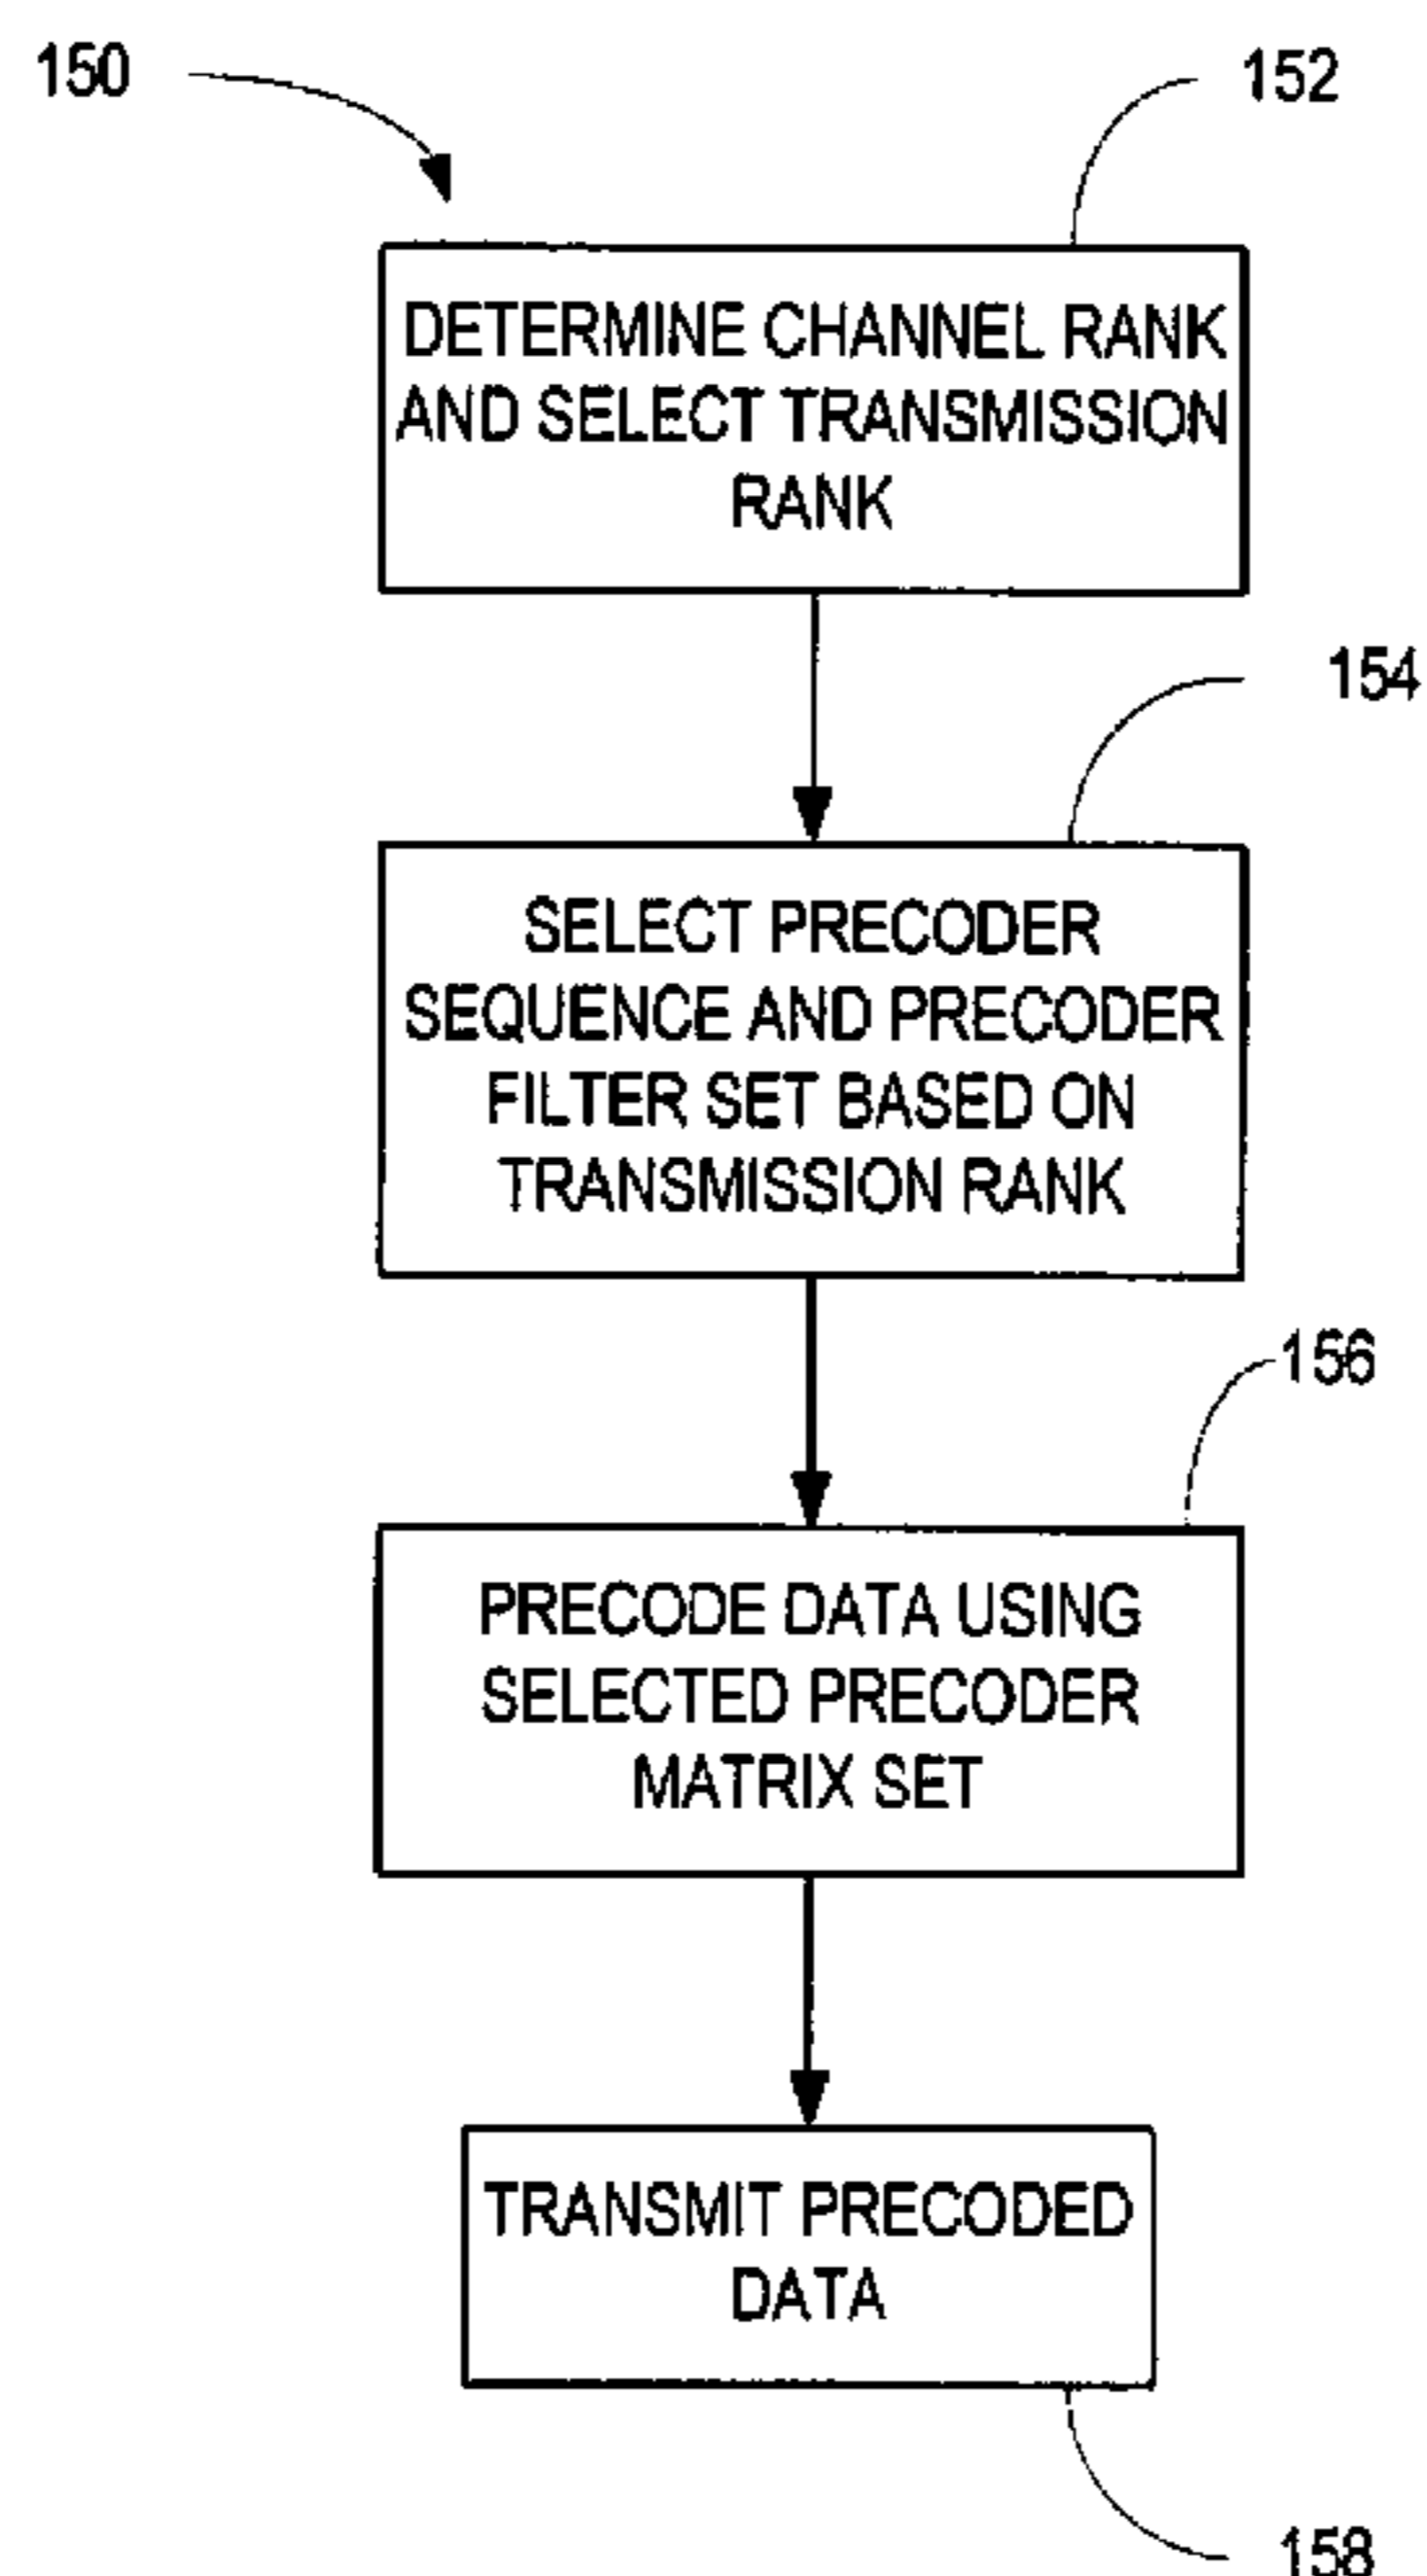 150
152
DETERMINE CHANNEL RANK
AND SELECT TRANSMISSION
RANK
154
SELECT PRECODER
SEQUENCE AND PRECODER
FILTER SET BASED ON
TRANSMISSION RANK
156
PRECODE DATA USING
SELECTED PRECODER
MATRIX SET
TRANSMIT PRECODED
DATA
158